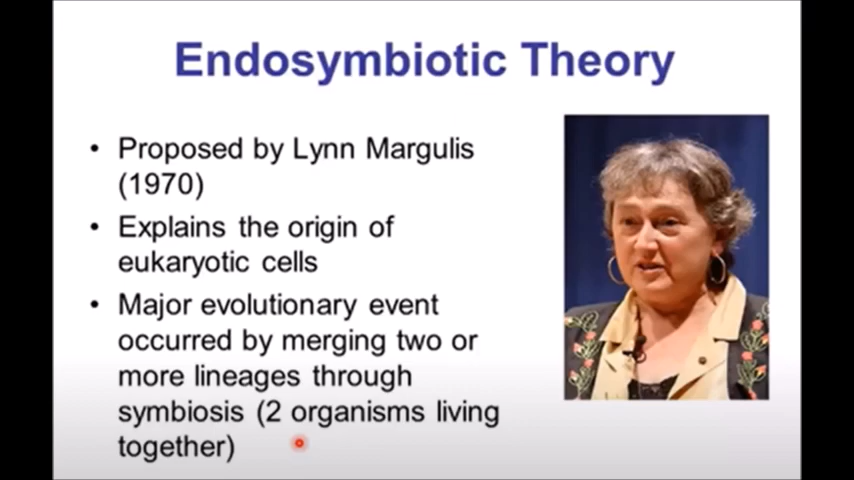 Endosymbiotic Theory
• Proposed by Lynn Margulis
(1970)
• Explains the origin of
eukaryotic cells
• Major evolutionary event
occurred by merging two or
more lineages through
symbiosis (2 organisms living
together)